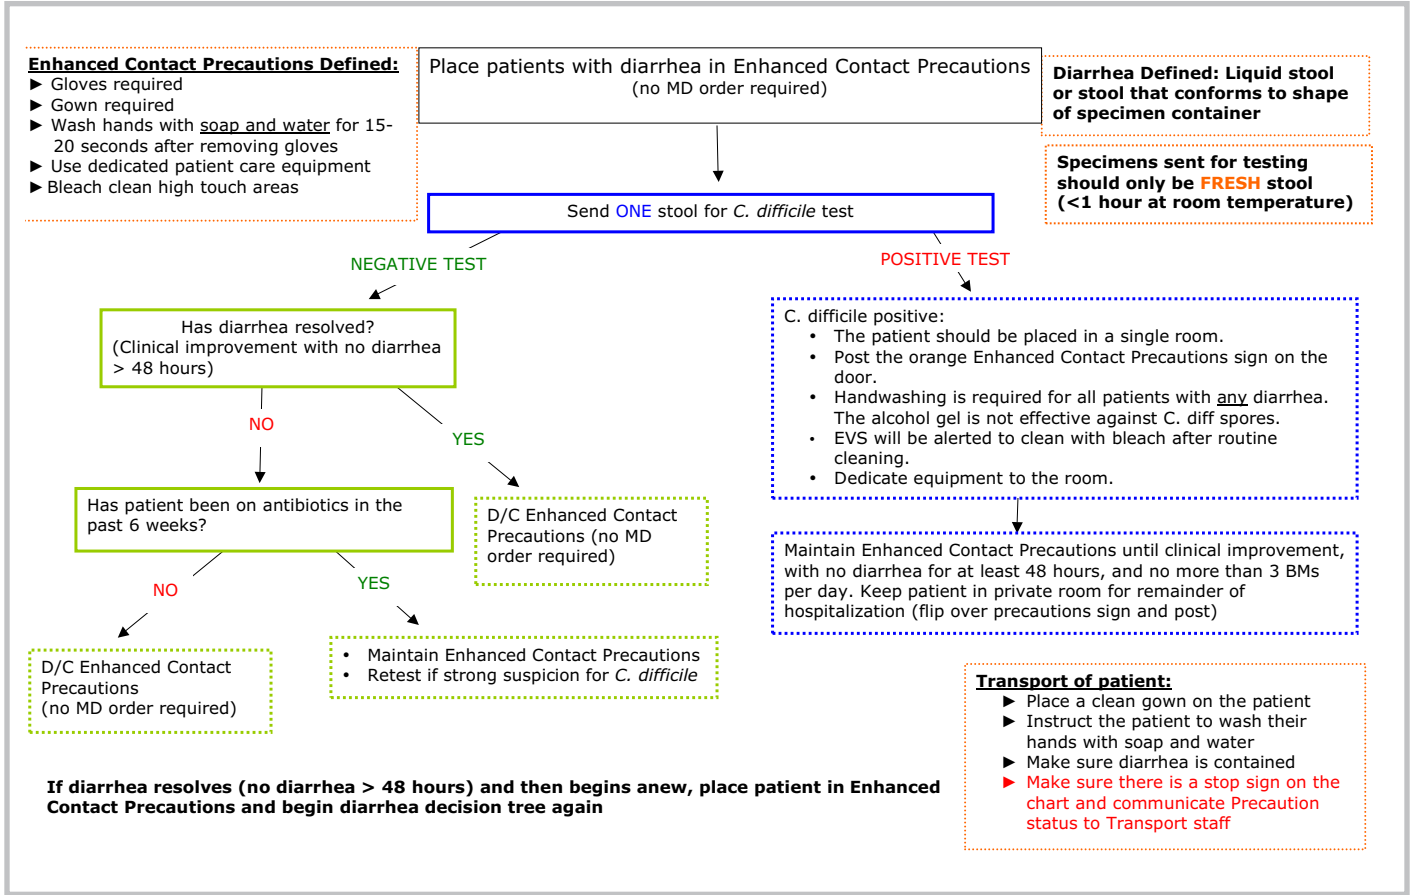 Enhanced Contact Precautions Defined:
► Gloves required
► Gown required
► Wash hands with soap and water for 15-
20 seconds after removing gloves
► Use dedicated patient care equipment
► Bleach clean high touch areas
Place patients with diarrhea in Enhanced Contact Precautions
(no MD order required)
Diarrhea Defined: Liquid stool
or stool that conforms to shape
of specimen container
Specimens sent for testing
should only be FRESH stool
(<1 hour at room temperature)
Send ONE stool for C. difficile test
NEGATIVE TEST
POSITIVE TEST
Has diarrhea resolved?
(Clinical improvement with no diarrhea
> 48 hours)
NO
YES
Has patient been on antibiotics in the
past 6 weeks?
D/C Enhanced Contact
Precautions (no MD
order required)
NO
YES
D/C Enhanced Contact
Precautions
(no MD order required)
• Maintain Enhanced Contact Precautions
• Retest if strong suspicion for C. difficile
C. difficile positive:
• The patient should be placed in a single room.
• Post the orange Enhanced Contact Precautions sign on the
door.
• Handwashing is required for all patients with any diarrhea.
The alcohol gel is not effective against C. diff spores.
• EVS will be alerted to clean with bleach after routine
cleaning.
• Dedicate equipment to the room.
Maintain Enhanced Contact Precautions until clinical improvement,
with no diarrhea for at least 48 hours, and no more than 3 BMs
per day. Keep patient in private room for remainder of
hospitalization (flip over precautions sign and post)
Transport of patient:
► Place a clean gown on the patient
► Instruct the patient to wash their
hands with soap and water
► Make sure diarrhea is contained
► Make sure there is a stop sign on the
chart and communicate Precaution
status to Transport staff
If diarrhea resolves (no diarrhea > 48 hours) and then begins anew, place patient in Enhanced
Contact Precautions and begin diarrhea decision tree again